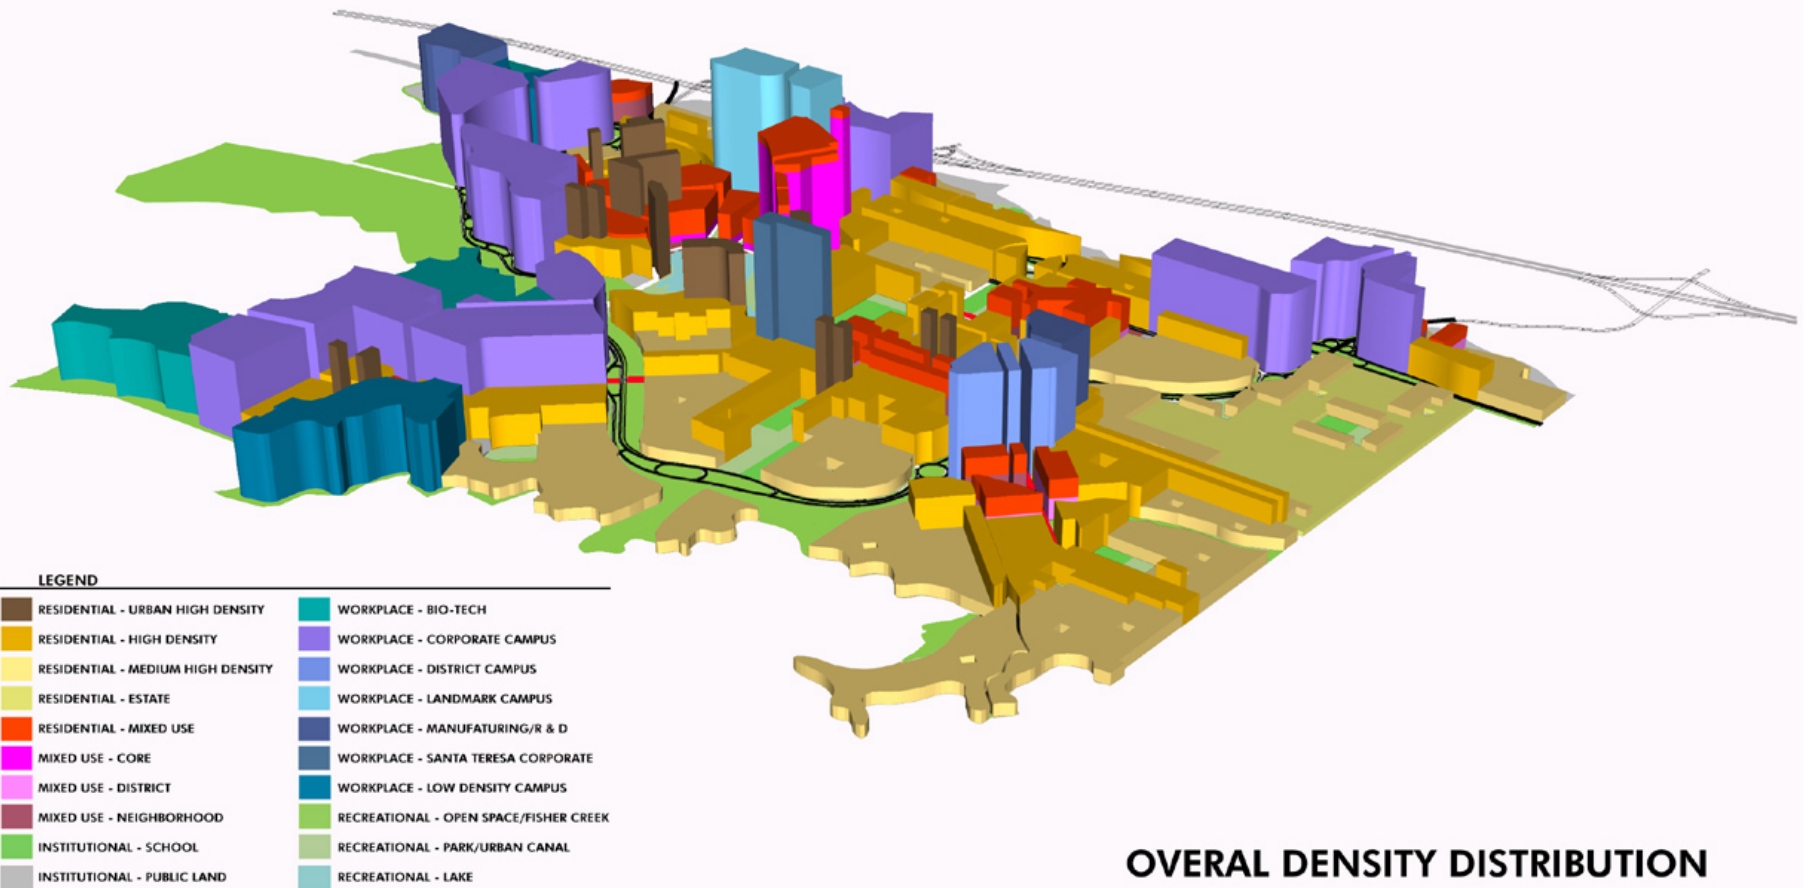 LEGEND
RESIDENTIAL - URBAN HIGH DENSITY
RESIDENTIAL - HIGH DENSITY
RESIDENTIAL - MEDIUM HIGH DENSITY
RESIDENTIAL - ESTATE
RESIDENTIAL - MIXED USE
MIXED USE - CORE
MIXED USE - DISTRICT
MIXED USE - NEIGHBORHOOD
INSTITUTIONAL - SCHOOL
INSTITUTIONAL - PUBLIC LAND
WORKPLACE - BIO-TECH
WORKPLACE - CORPORATE CAMPUS
WORKPLACE - DISTRICT CAMPUS
WORKPLACE - LANDMARK CAMPUS
WORKPLACE - MANUFATURING/R & D
WORKPLACE - SANTA TERESA CORPORATE
WORKPLACE - LOW DENSITY CAMPUS
RECREATIONAL - OPEN SPACE/FISHER CREEK
RECREATIONAL - PARK/URBAN CANAL
RECREATIONAL - LAKE
OVERAL DENSITY DISTRIBUTION